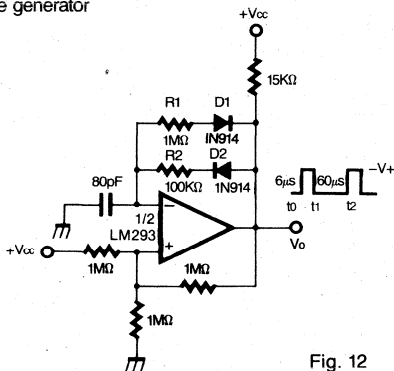 e generator
+Vcc
15KΩ
R1
D1
1MΩ
1N914
R2
D2
100KΩ
1N914
80pF
1/2
LM293
−
+
+Vcc
1MΩ
1MΩ
1MΩ
6μs
60μs
−V+
t0
t1
t2
Vo
Fig. 12